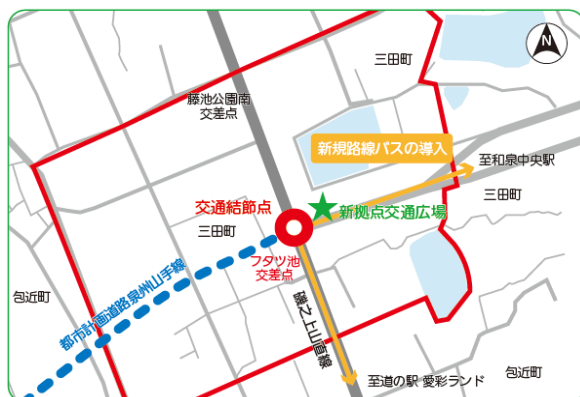 N
三田町
藤池公園南
交差点
新規路線バスの導入
至和泉中央駅
三田町
交通結節点
新拠点交通広場
三田町
フタツ池
交差点
包近町
都市計画道路泉州山手線
磯之上山直線
至道の駅 愛彩ランド
包近町